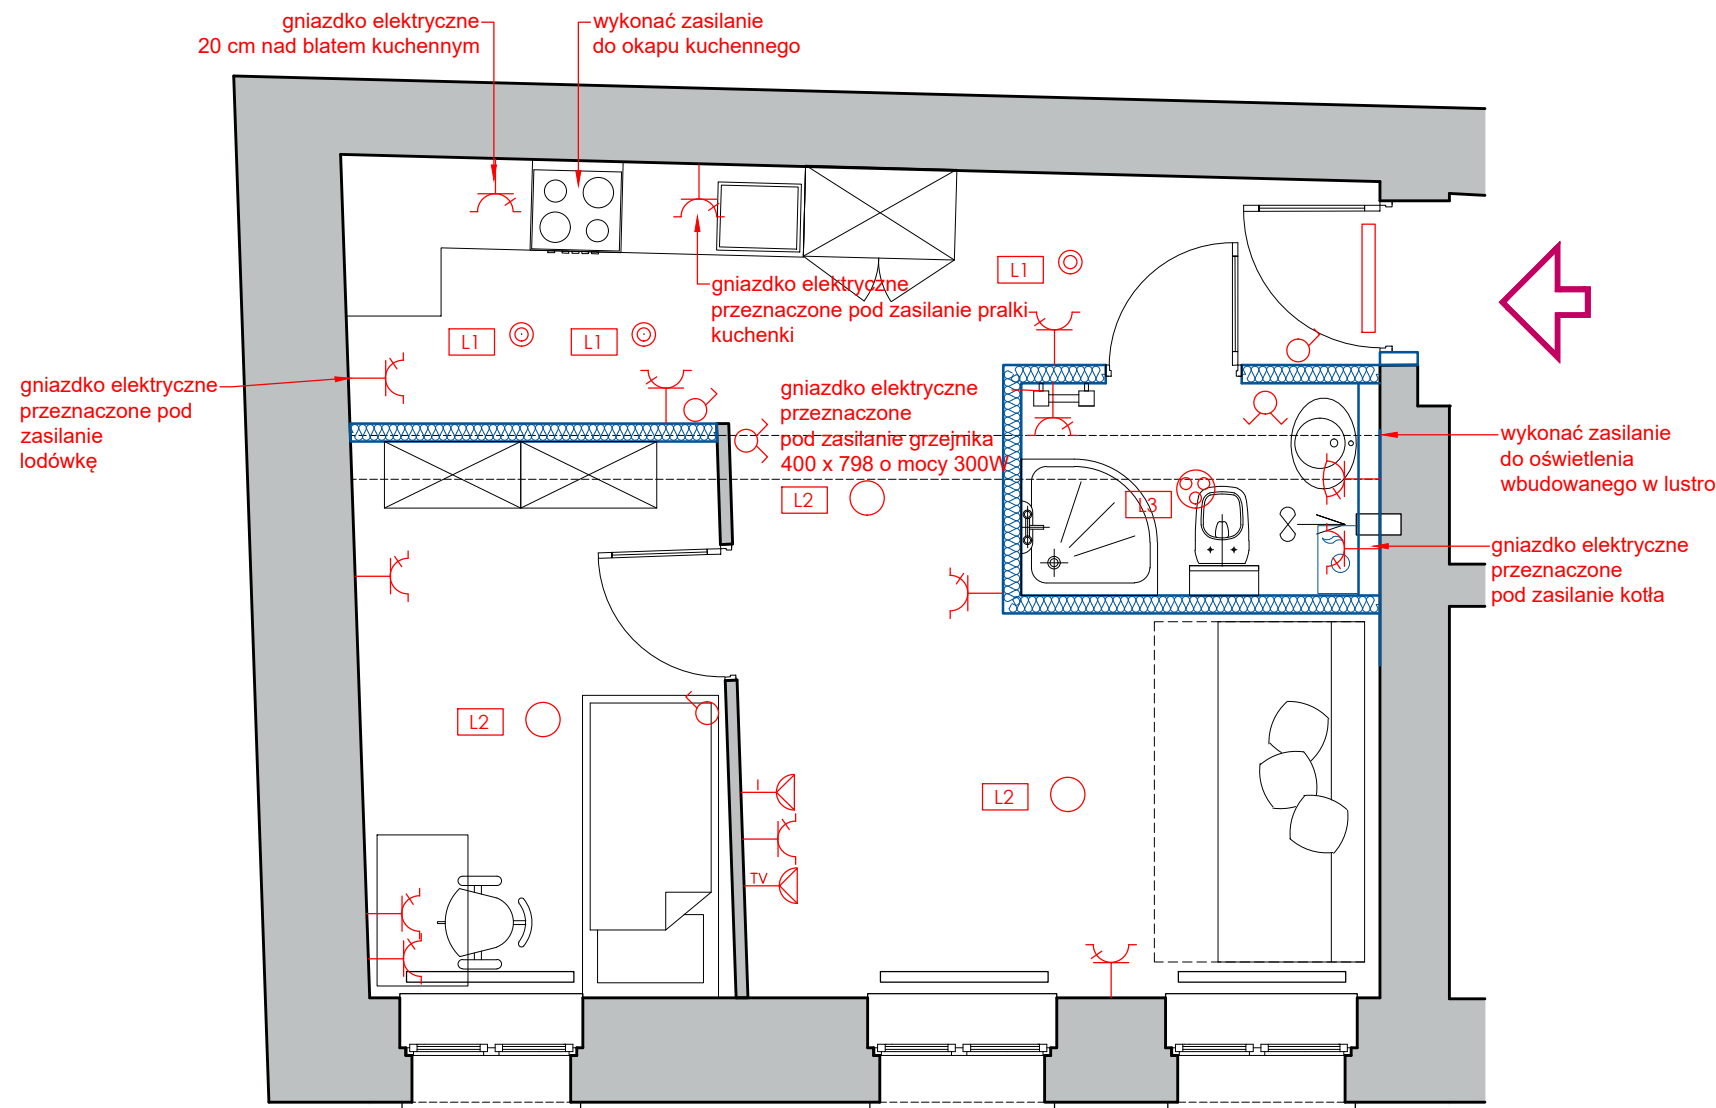 gniazdko elektryczne
20 cm nad blatem kuchennym
wykonać zasilanie
do okapu kuchennego
L1
gniazdko elektryczne
przeznaczone pod zasilanie pralki
kuchenki
L1
L1
gniazdko elektryczne
przeznaczone pod
zasilanie
lodówkę
gniazdko elektryczne
przeznaczone
pod zasilanie grzejnika
400 x 798 o mocy 300W
wykonać zasilanie
do oświetlenia
wbudowanego w lustro
L2
L3
gniazdko elektryczne
przeznaczone
pod zasilanie kotła
L2
I
L2
TV